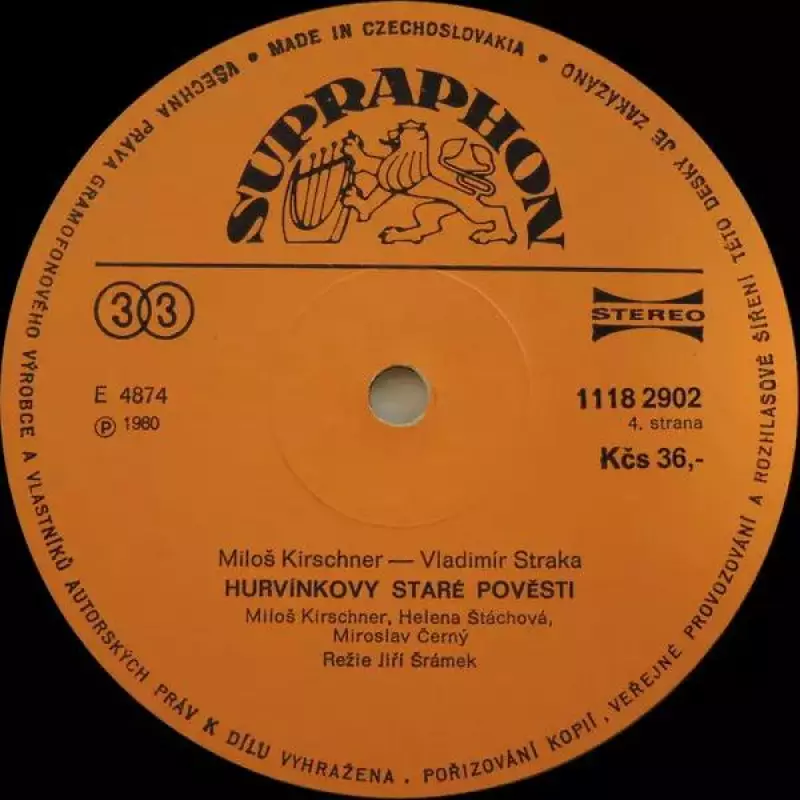 MADE IN CZECHOSLOVAKIA • VŠECHNA PRÁVA GRAMOFONOVÉHO VÝROBCE A VLASTNÍKŮ AUTORSKÝCH PRÁV K DÍLU VYHRAŽENA . POŘIZOVÁNÍ KOPIÍ, VEŘEJNÉ PROVOZOVÁNÍ A ROZHLASOVÉ ŠÍŘENÍ TÉTO DESKY JE ZAKÁZÁNO •
SUPRAPHON
33
STEREO
E 4874
1118 2902
Ⓟ 1980
4. strana
Kčs 36,-
Miloš Kirschner — Vladimír Straka
HURVÍNKOVY STARÉ POVĚSTI
Miloš Kirschner, Helena Štáchová,
Miroslav Černý
Režie Jiří Šrámek